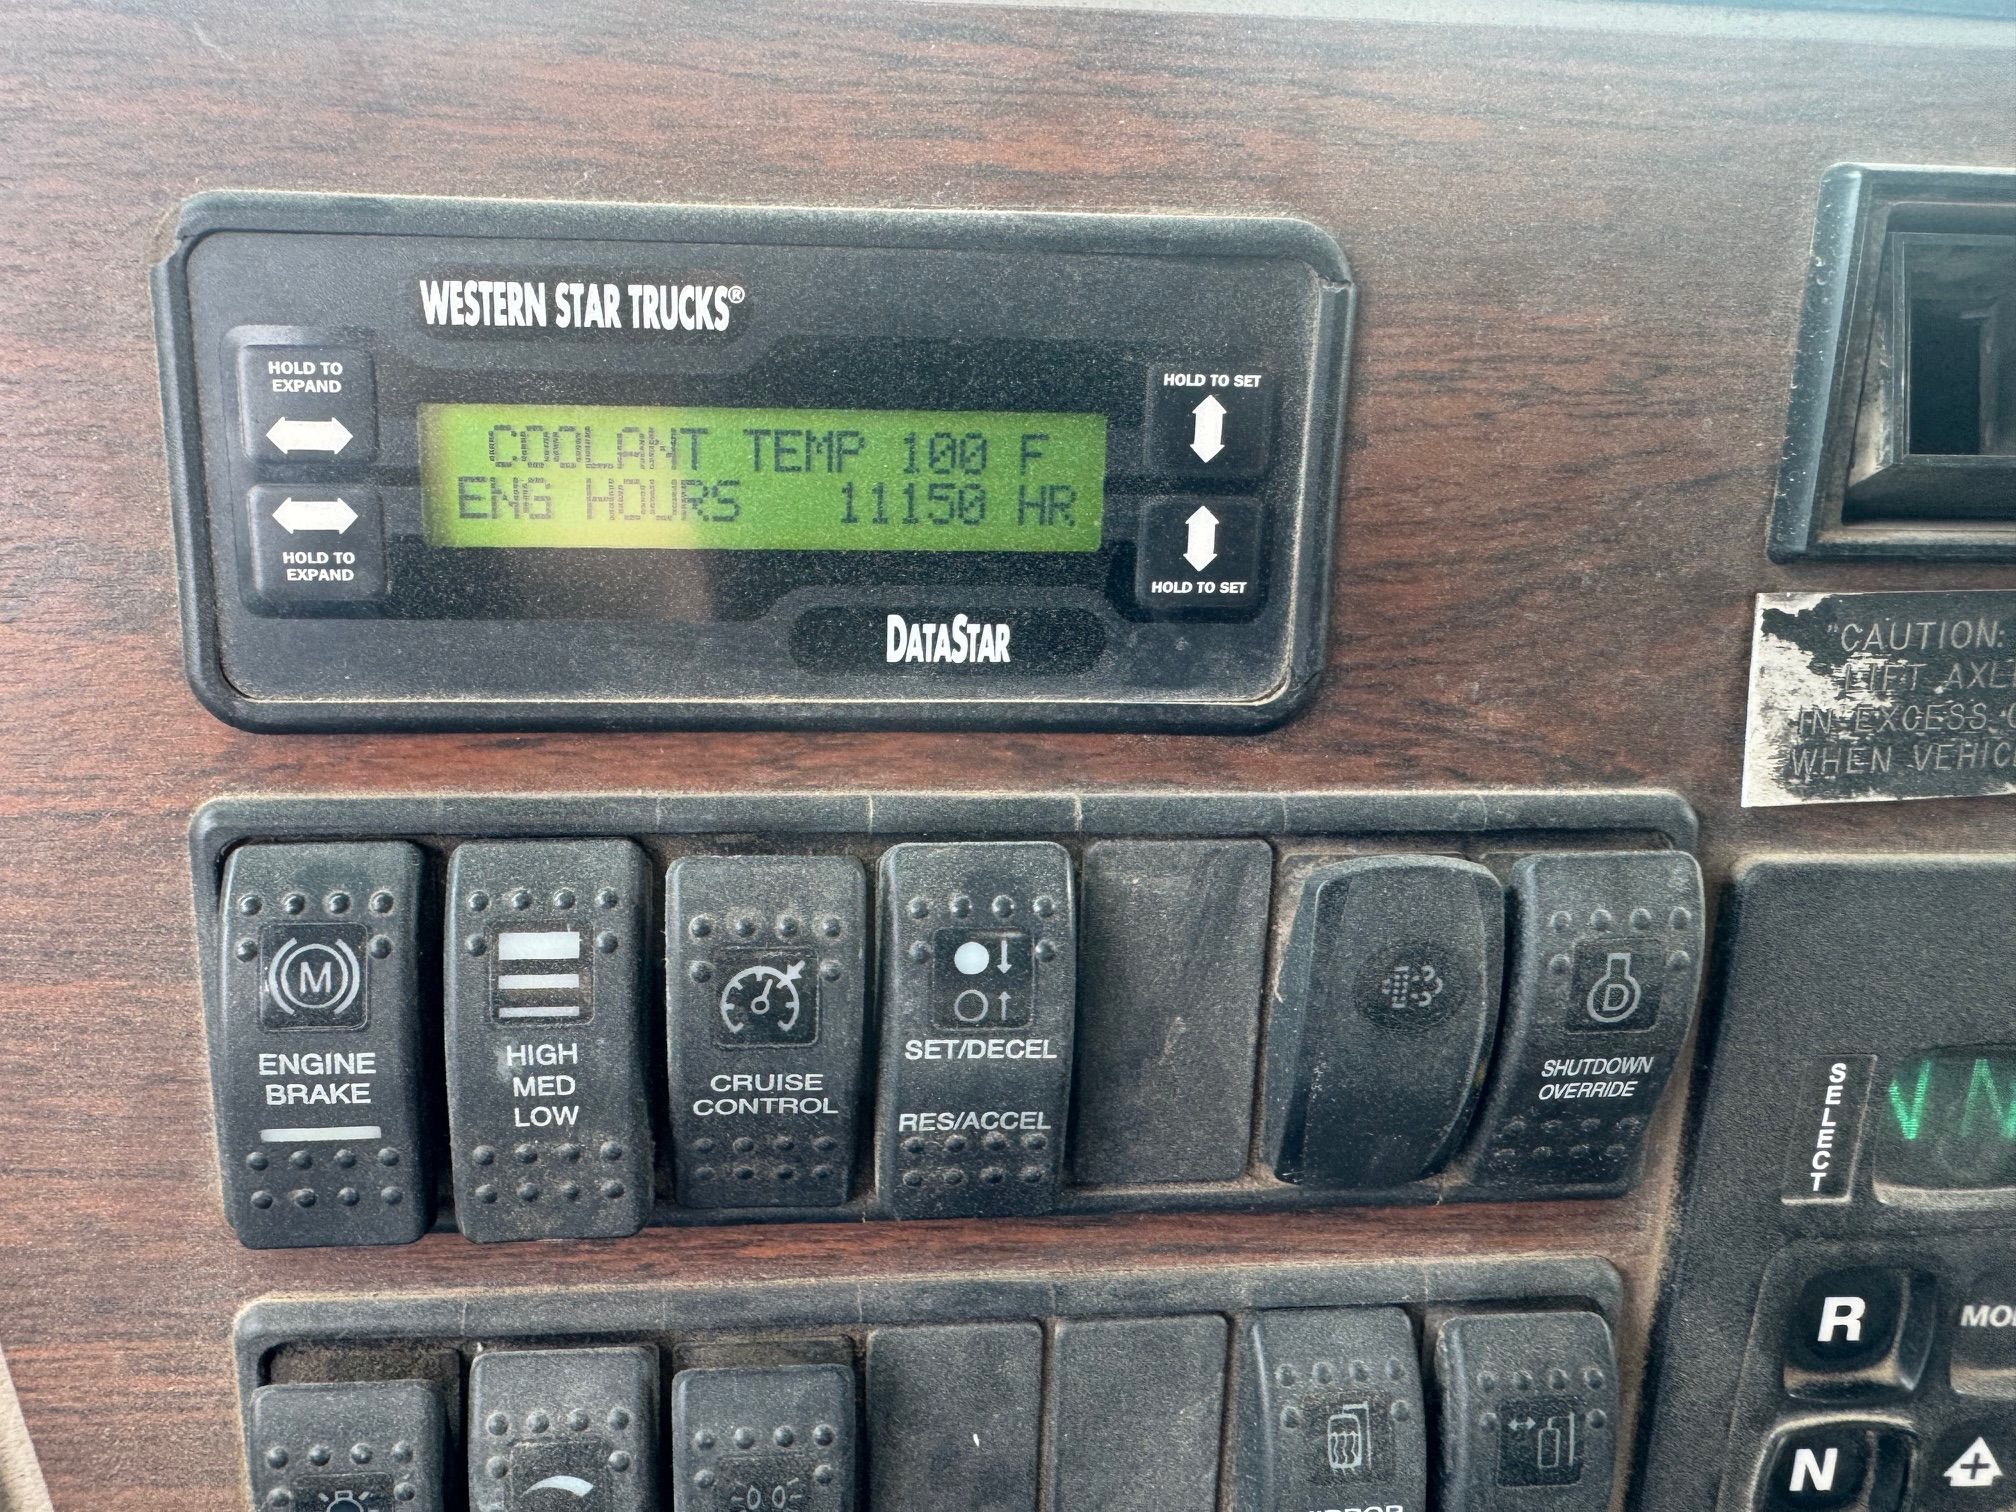 WESTERN STAR TRUCKS®
HOLD TO
EXPAND
HOLD TO SET
COOLANT TEMP 100 F
ENG HOURS 11150 HR
HOLD TO
EXPAND
HOLD TO SET
DATASTAR
"CAUTION:
LIFT AXL
IN EXCESS
WHEN VEHIC
M
ENGINE
BRAKE
HIGH
MED
LOW
CRUISE
CONTROL
SET/DECEL
RES/ACCEL
D
SHUTDOWN
OVERRIDE
SELECT
N N
R
MO
N